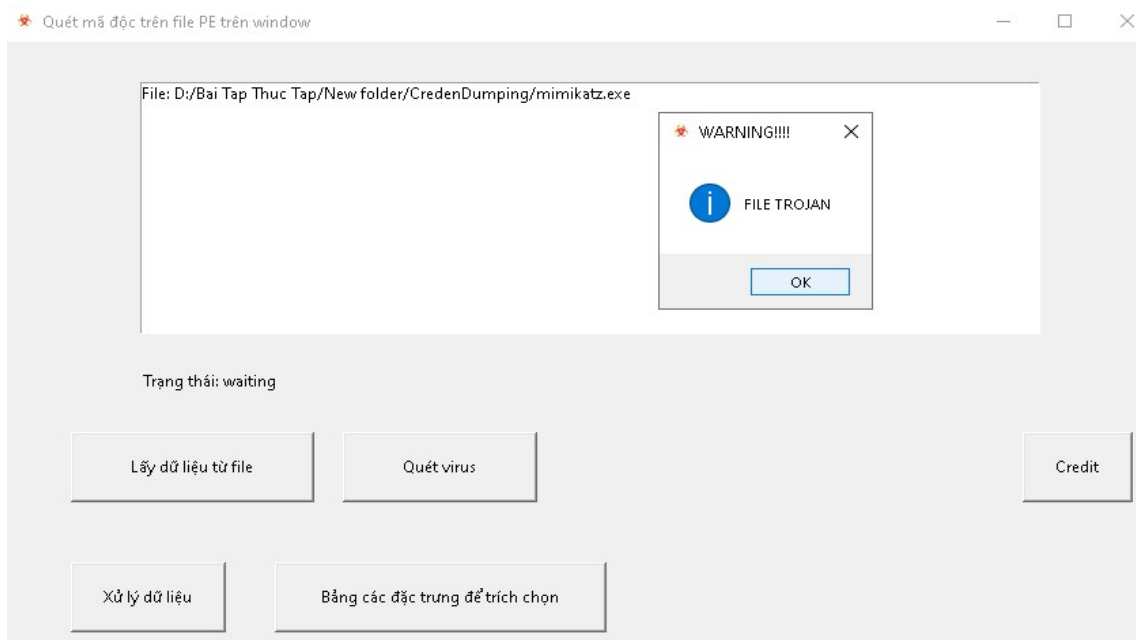 Quét mã độc trên file PE trên window
File: D:/Bai Tap Thuc Tap/New folder/CredenDumping/mimikatz.exe
WARNING!!!!
FILE TROJAN
OK
Trạng thái: waiting
Lấy dữ liệu từ file
Quét virus
Credit
Xử lý dữ liệu
Bảng các đặc trưng để trích chọn